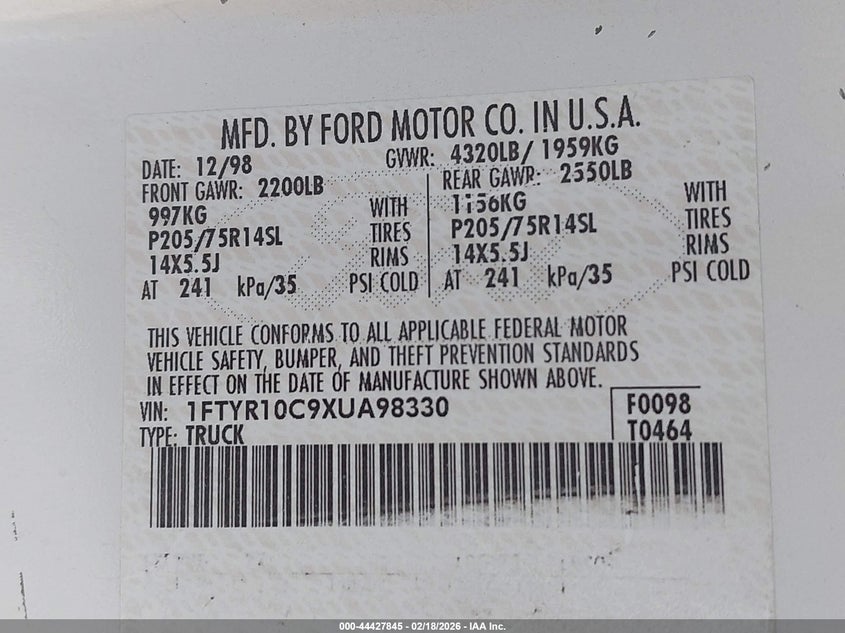 MFD. BY FORD MOTOR CO. IN U.S.A.
DATE: 12/98 GVWR: 4320LB/ 1959KG
FRONT GAWR: 2200LB REAR GAWR: 2550LB
997KG WITH 1156KG WITH
P205/75R14SL TIRES P205/75R14SL TIRES
14X5.5J RIMS 14X5.5J RIMS
AT 241 kPa/35 PSI COLD AT 241 kPa/35 PSI COLD
THIS VEHICLE CONFORMS TO ALL APPLICABLE FEDERAL MOTOR
VEHICLE SAFETY, BUMPER, AND THEFT PREVENTION STANDARDS
IN EFFECT ON THE DATE OF MANUFACTURE SHOWN ABOVE.
VIN: 1FTYR10C9XUA98330 F0098
TYPE: TRUCK T0464
000-44427845 - 02/18/2026 - IAA Inc.